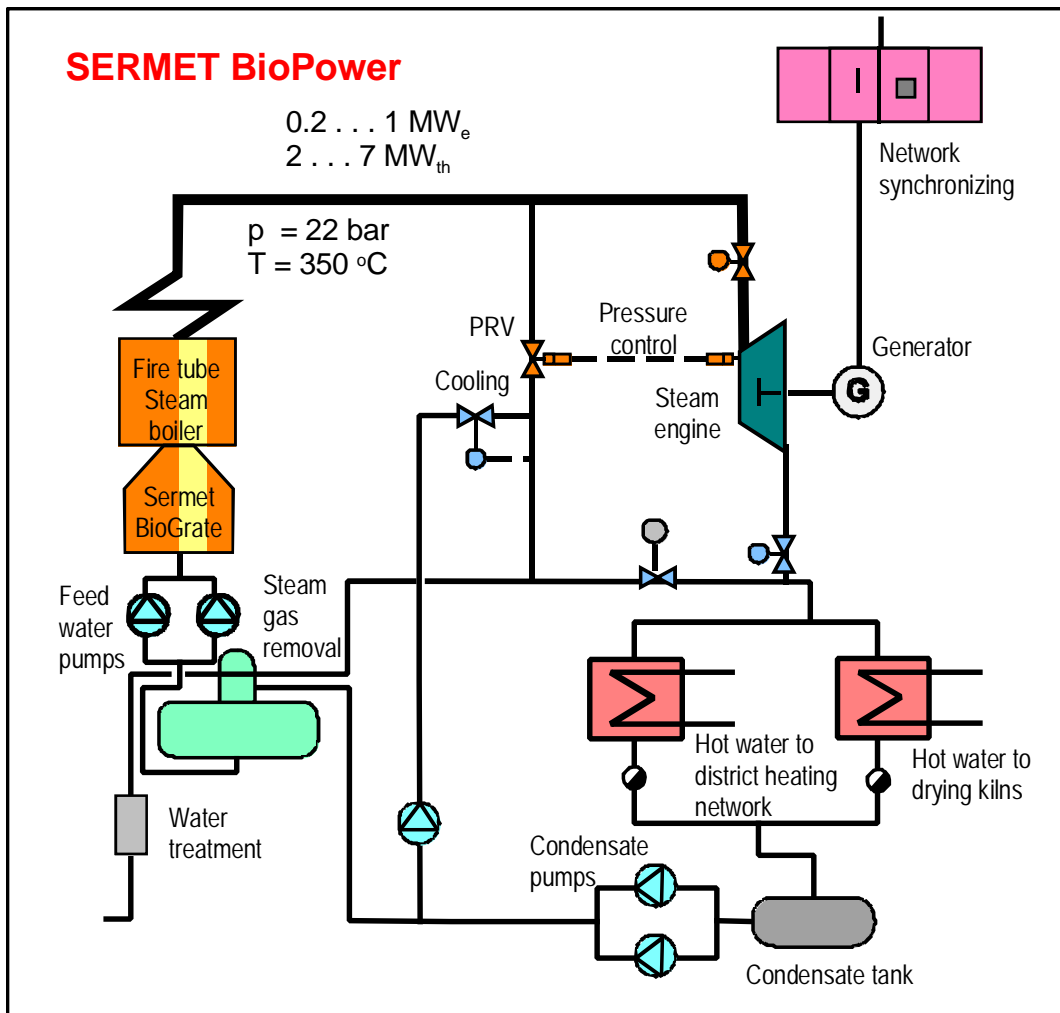 SERMET BioPower
0.2 . . . 1 MWe
2 . . . 7 MWth
p = 22 bar
T = 350 °C
Network
synchronizing
PRV
Pressure
control
Generator
G
Cooling
Steam
engine
Fire tube
Steam
boiler
Sermet
BioGrate
Feed
water
pumps
Steam
gas
removal
Hot water to
district heating
network
Hot water to
drying kilns
Water
treatment
Condensate
pumps
Condensate tank